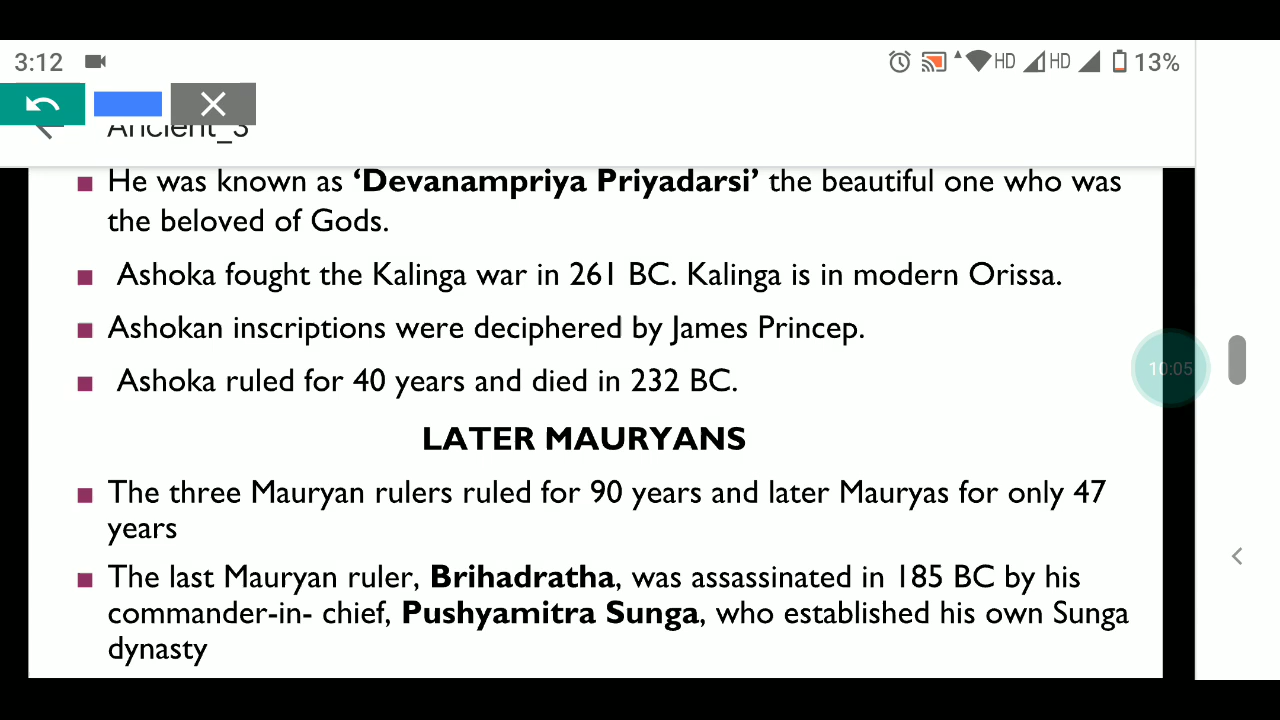 3:12 HD HD 13%
Ancient_3
■ He was known as ‘Devanampriya Priyadarsi’ the beautiful one who was
the beloved of Gods.
■ Ashoka fought the Kalinga war in 261 BC. Kalinga is in modern Orissa.
■ Ashokan inscriptions were deciphered by James Princep.
■ Ashoka ruled for 40 years and died in 232 BC.
10:05
LATER MAURYANS
■ The three Mauryan rulers ruled for 90 years and later Mauryas for only 47
years
■ The last Mauryan ruler, Brihadratha, was assassinated in 185 BC by his
commander-in- chief, Pushyamitra Sunga, who established his own Sunga
dynasty